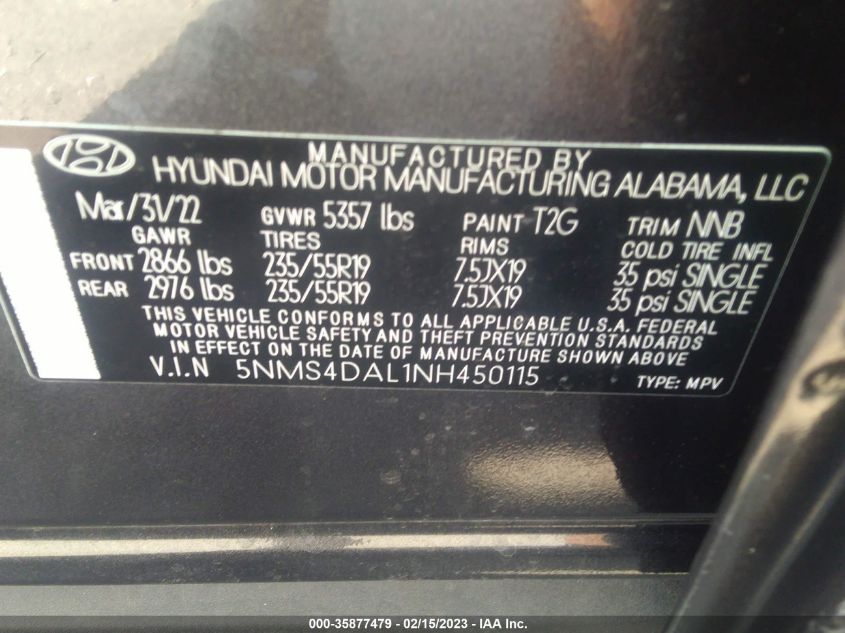 MANUFACTURED BY
HYUNDAI MOTOR MANUFACTURING ALABAMA, LLC
Mar/31/22 GVWR 5357 lbs PAINT T2G TRIM NNB
GAWR TIRES RIMS COLD TIRE INFL
FRONT 2866 lbs 235/55R19 7.5JX19 35 psi SINGLE
REAR 2976 lbs 235/55R19 7.5JX19 35 psi SINGLE
THIS VEHICLE CONFORMS TO ALL APPLICABLE U.S.A. FEDERAL
MOTOR VEHICLE SAFETY AND THEFT PREVENTION STANDARDS
IN EFFECT ON THE DATE OF MANUFACTURE SHOWN ABOVE
V.I.N 5NMS4DAL1NH450115 TYPE: MPV
000-35877479 - 02/15/2023 - IAA Inc.